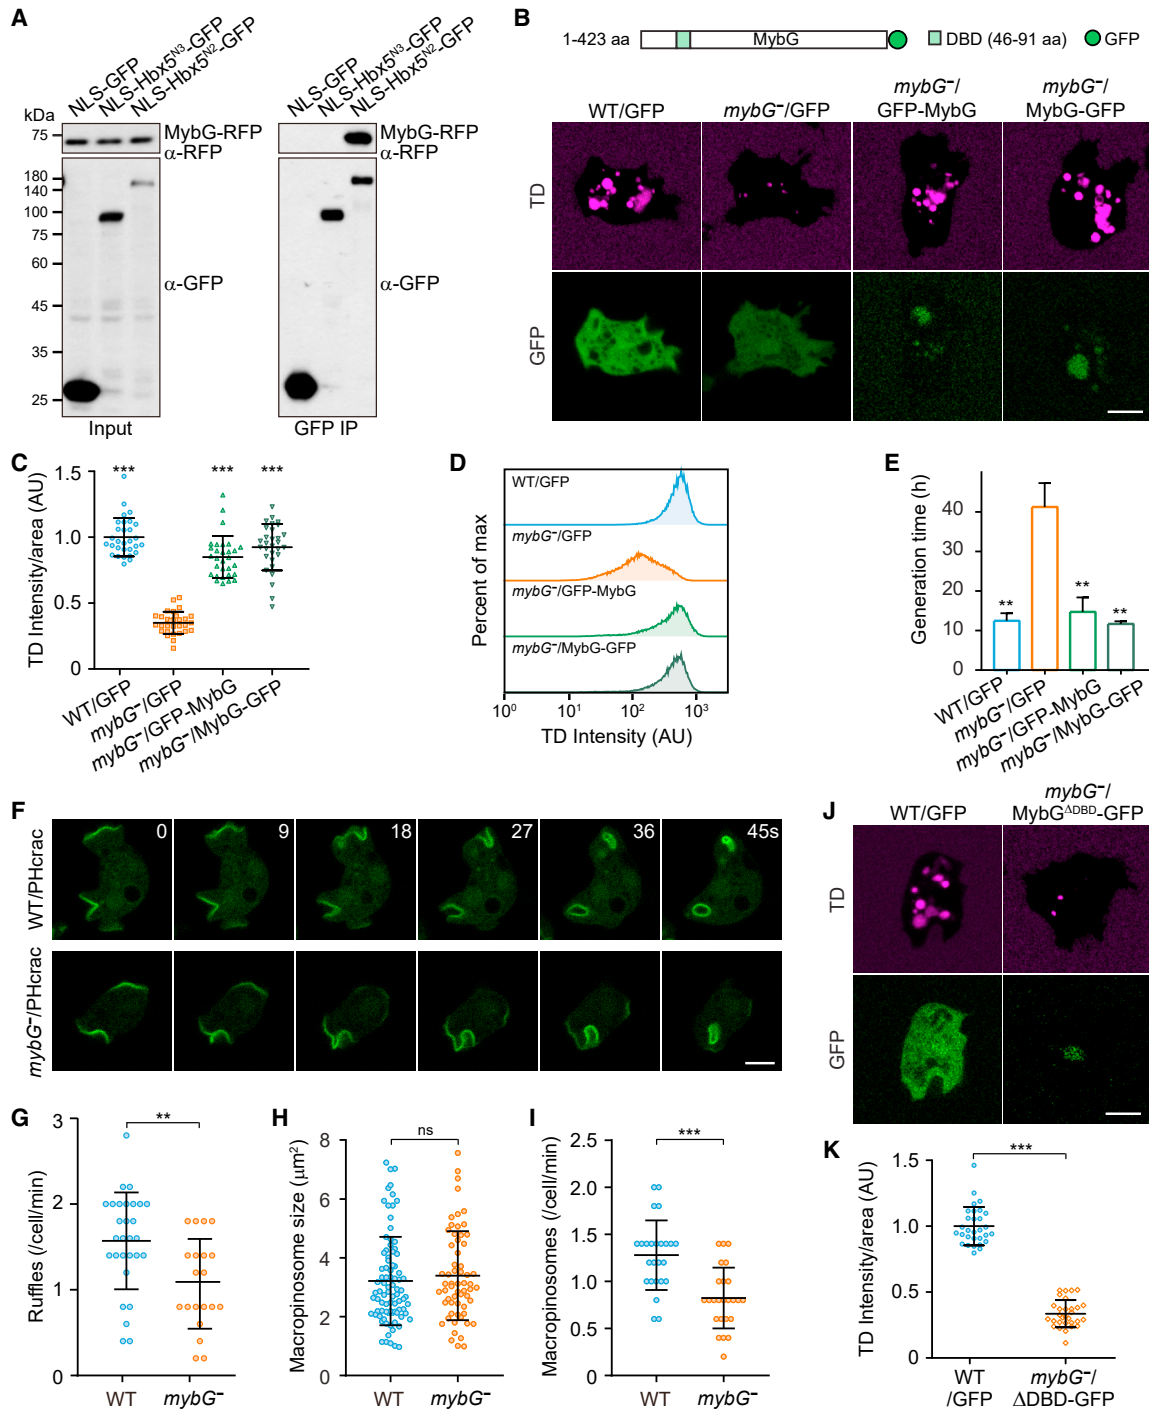 A
NLS-GFP
NLS-Hbx5N3-GFP
NLS-Hbx5N2-GFP
NLS-GFP
NLS-Hbx5N3-GFP
NLS-Hbx5N2-GFP
kDa
75
MybG-RFP
α-RFP
MybG-RFP
α-RFP
180
140
100
75
60
45
35
25
α-GFP
α-GFP
Input
GFP IP
B
1-423 aa
MybG
DBD (46-91 aa)
GFP
WT/GFP
mybG-/GFP
mybG-/
GFP-MybG
mybG-/
MybG-GFP
TD
GFP
C
TD Intensity/area (AU)
1.5
1.0
0.5
0
***
***
***
WT/GFP
mybG-/GFP
mybG-/GFP-MybG
mybG-/MybG-GFP
D
Percent of max
WT/GFP
mybG-/GFP
mybG-/GFP-MybG
mybG-/MybG-GFP
10⁰ 10¹ 10² 10³
TD Intensity (AU)
E
Generation time (h)
40
30
20
10
0
**
**
**
WT/GFP
mybG-/GFP
mybG-/GFP-MybG
mybG-/MybG-GFP
F
WT/PHcrac
0 9 18 27 36 45s
mybG-/PHcrac
G
Ruffles (/cell/min)
3
2
1
0
**
WT mybG-
H
Macropinosome size (μm²)
8
6
4
2
0
ns
WT mybG-
I
Macropinosomes (/cell/min)
2.5
2.0
1.5
1.0
0.5
0
***
WT mybG-
J
WT/GFP
mybG-/
MybGΔDBD-GFP
TD
GFP
K
TD Intensity/area (AU)
1.5
1.0
0.5
0
***
WT
/GFP
mybG-/
ΔDBD-GFP